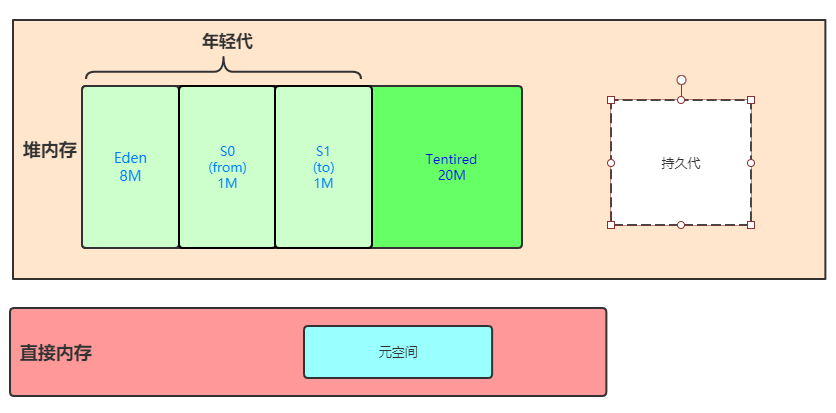 年轻代
堆内存
Eden
8M
S0
(from)
1M
S1
(to)
1M
Tentired
20M
持久代
直接内存
元空间